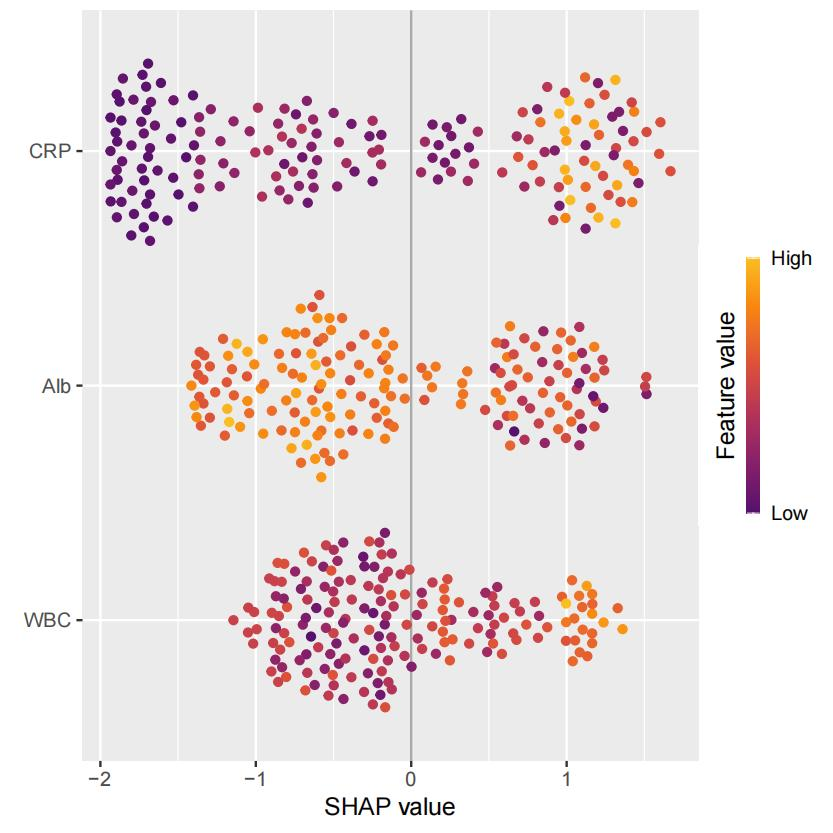 CRP
Alb
WBC
−2
−1
0
1
SHAP value
Feature value
High
Low